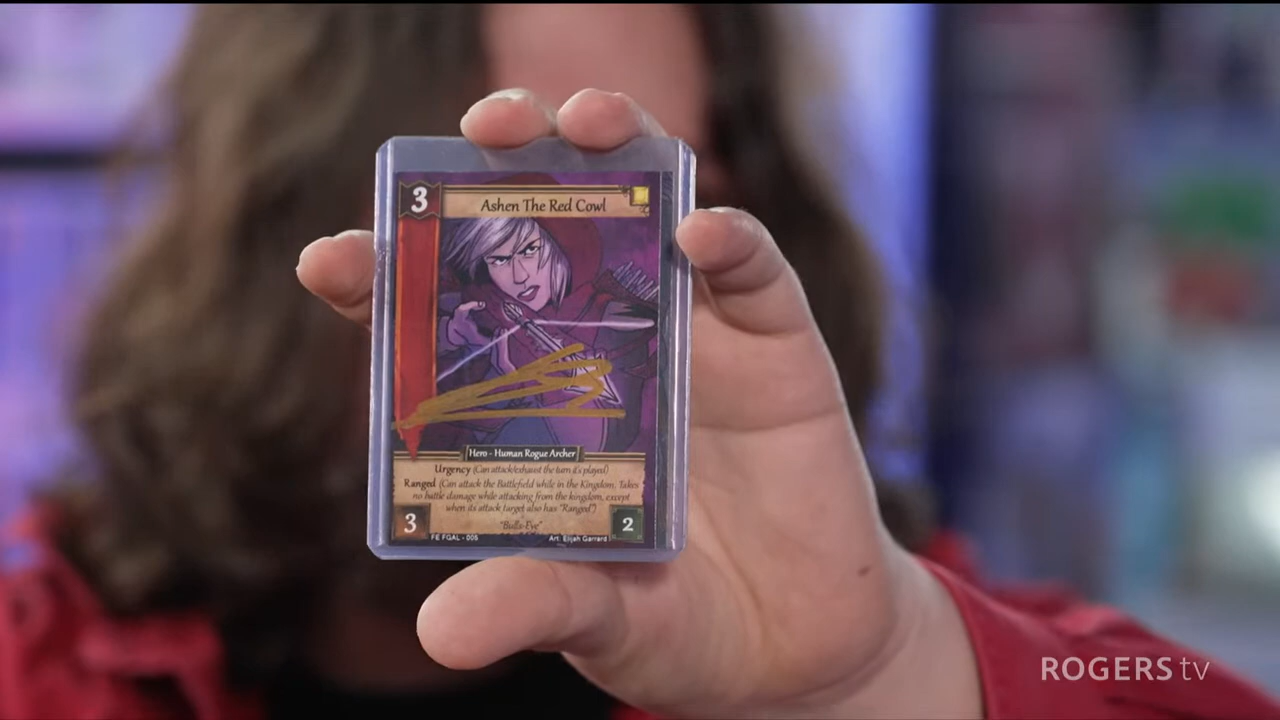 3
Ashen The Red Cowl
Hero - Human Rogue Archer
Urgency (Can attack/exhaust the turn it's played)
Ranged (Can attack the Battlefield while in the Kingdom. Takes
no battle damage while attacking from the kingdom, except
when its attack target also has "Ranged")
"Bulls-Eye"
3
2
FE FGAL - 005
Art: Elijah Garrard
ROGERS tv